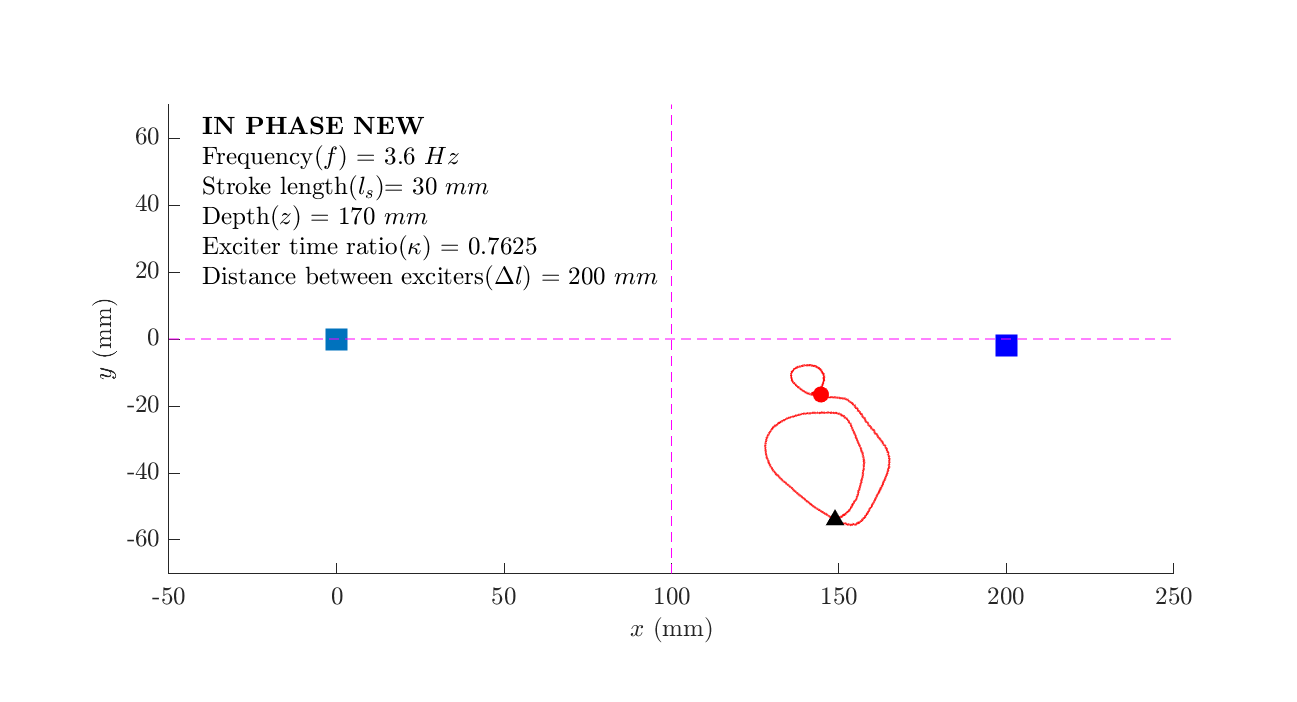 IN PHASE NEW
Frequency(f) = 3.6 Hz
Stroke length(lₛ)= 30 mm
Depth(z) = 170 mm
Exciter time ratio(κ) = 0.7625
Distance between exciters(Δl) = 200 mm
60
40
20
0
-20
-40
-60
y (mm)
-50 0 50 100 150 200 250
x (mm)